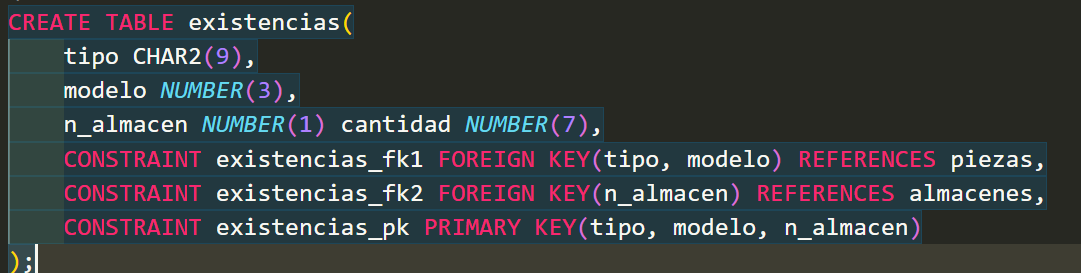 CREATE TABLE existencias(
tipo CHAR2(9),
modelo NUMBER(3),
n_almacen NUMBER(1) cantidad NUMBER(7),
CONSTRAINT existencias_fk1 FOREIGN KEY(tipo, modelo) REFERENCES piezas,
CONSTRAINT existencias_fk2 FOREIGN KEY(n_almacen) REFERENCES almacenes,
CONSTRAINT existencias_pk PRIMARY KEY(tipo, modelo, n_almacen)
);